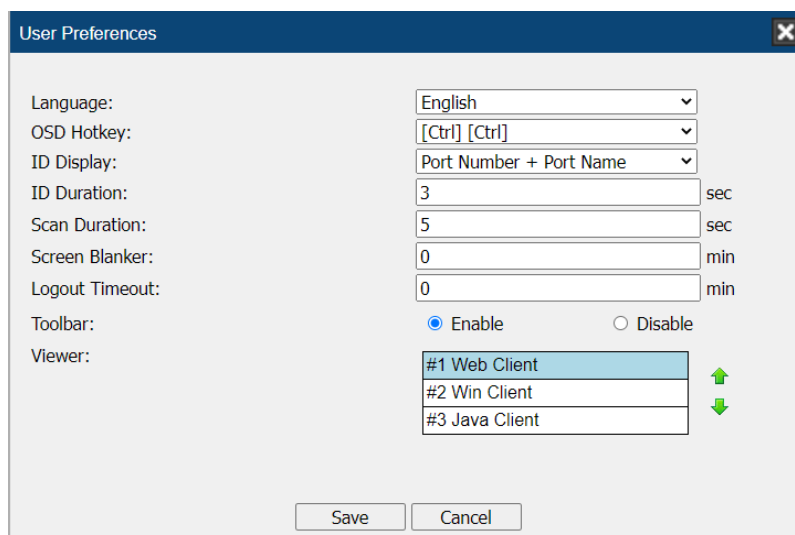 User Preferences
Language: English
OSD Hotkey: [Ctrl] [Ctrl]
ID Display: Port Number + Port Name
ID Duration: 3 sec
Scan Duration: 5 sec
Screen Blanker: 0 min
Logout Timeout: 0 min
Toolbar: Enable Disable
Viewer:
#1 Web Client
#2 Win Client
#3 Java Client
Save Cancel